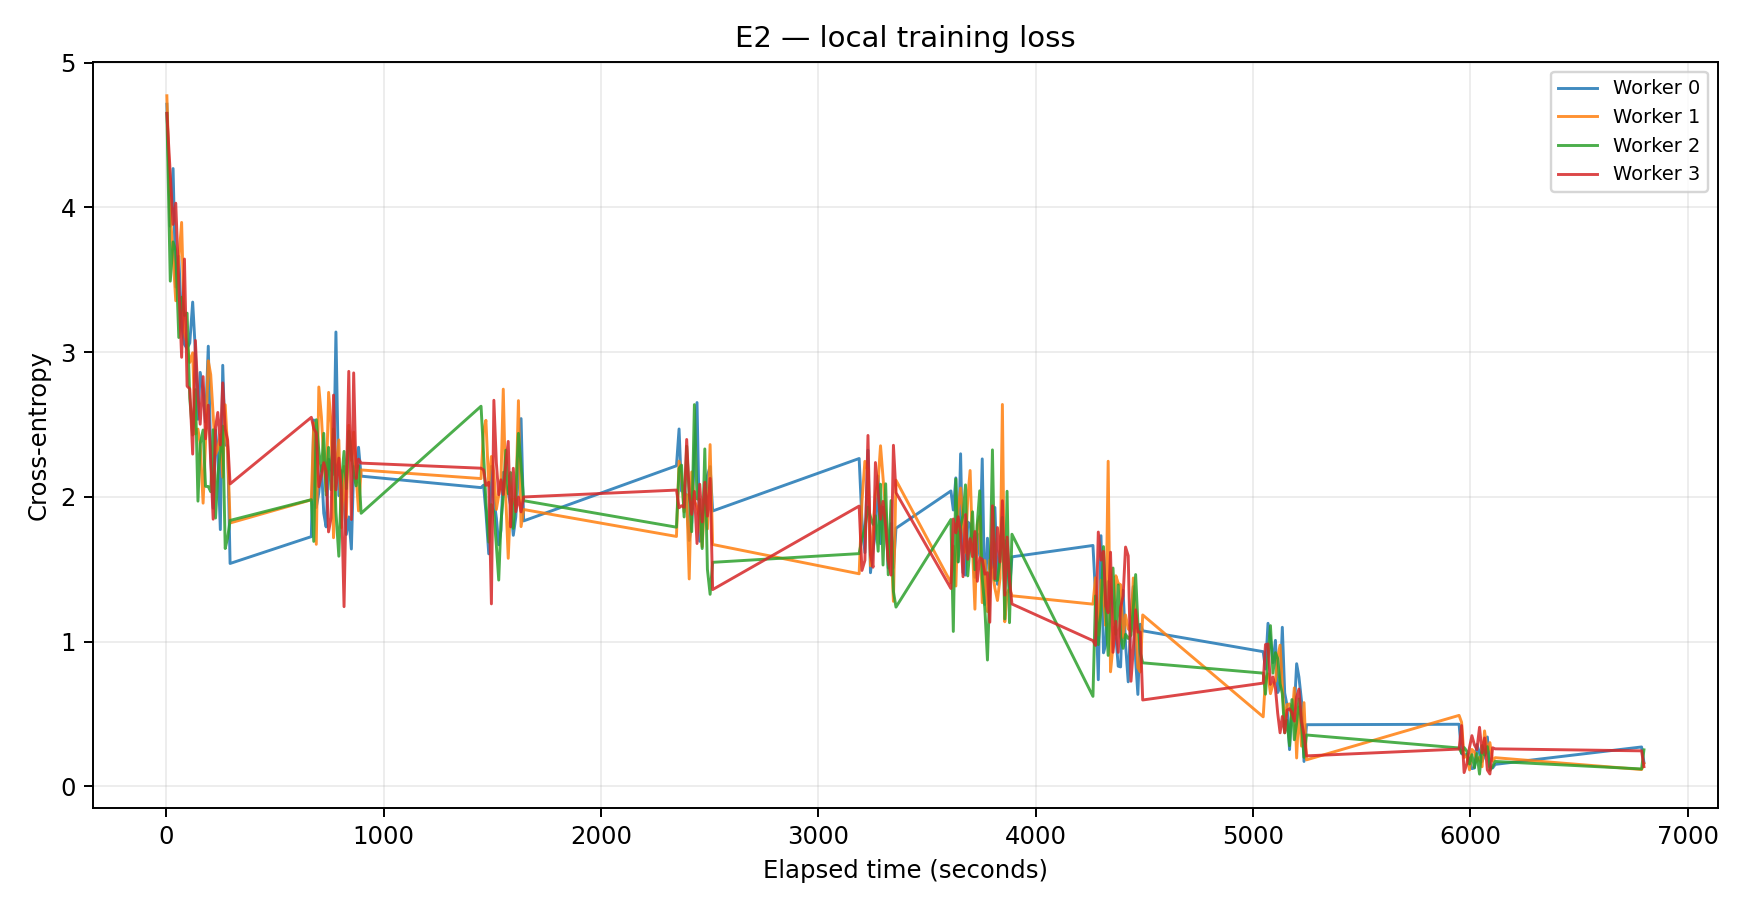 E2 — local training loss
Worker 0
Worker 1
Worker 2
Worker 3
Cross-entropy
5
4
3
2
1
0
0 1000 2000 3000 4000 5000 6000 7000
Elapsed time (seconds)